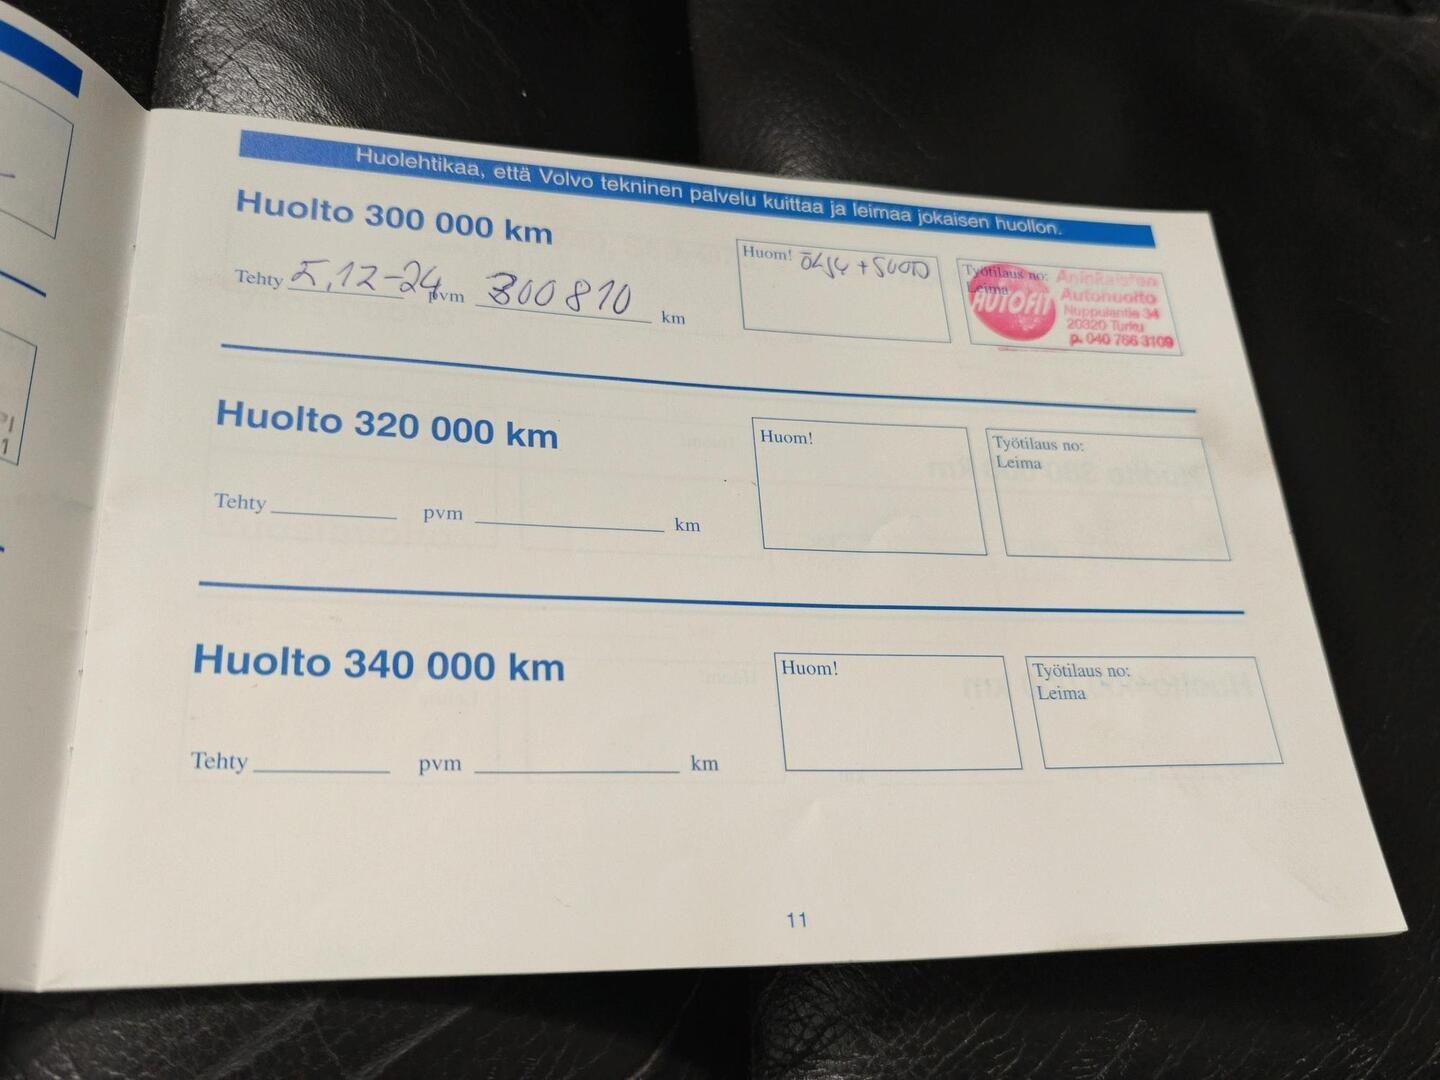 Huolehtikaa, että Volvo tekninen palvelu kuittaa ja leimaa jokaisen huollon.
Huolto 300 000 km
Tehty 5,12-24 pvm 300810 km
Huom! öljy + suod
Työtilaus no:
Leima
AUTOFIT
Aninkaisten
Autohuolto
Nuppulantie 34
20320 Turku
p. 040 766 3109
Huolto 320 000 km
Tehty pvm km
Huom!
Työtilaus no:
Leima
Huolto 340 000 km
Tehty pvm km
Huom!
Työtilaus no:
Leima
11